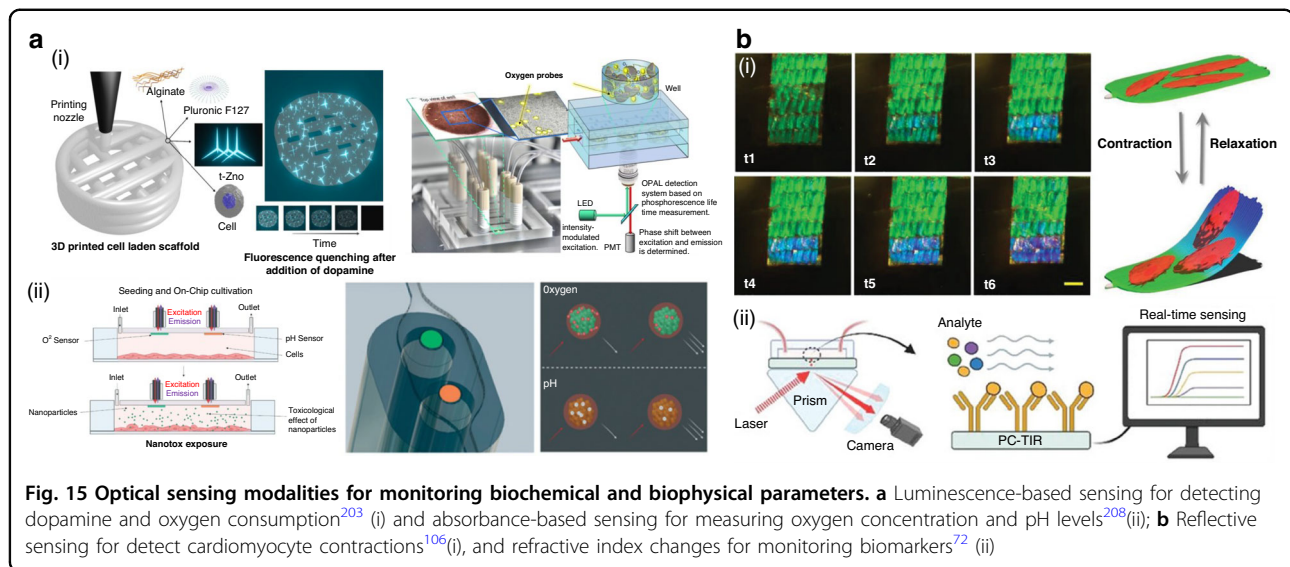 a
(i)
Printing
nozzle
Alginate
Pluronic F127
t-Zno
Cell
3D printed cell laden scaffold
Time
Fluorescence quenching after
addition of dopamine
Oxygen probes
Well
LED
intensity-
modulated
excitation.
PMT
OPAL detection
system based on
phosphorescence life
time measurement.
Phase shift between
excitation and emission
is determined.
(ii)
Seeding and On-Chip cultivation
Inlet
Excitation
Emission
Outlet
O² Sensor
pH Sensor
Cells
Inlet
Excitation
Emission
Outlet
Nanoparticles
Toxicological
effect of
nanoparticles
Nanotox exposure
0xygen
pH
b
(i)
t1
t2
t3
t4
t5
t6
Contraction
Relaxation
(ii)
Laser
Prism
Camera
Analyte
PC-TIR
Real-time sensing
Fig. 15 Optical sensing modalities for monitoring biochemical and biophysical parameters. a Luminescence-based sensing for detecting
dopamine and oxygen consumption203 (i) and absorbance-based sensing for measuring oxygen concentration and pH levels208(ii); b Reflective
sensing for detect cardiomyocyte contractions106(i), and refractive index changes for monitoring biomarkers72 (ii)